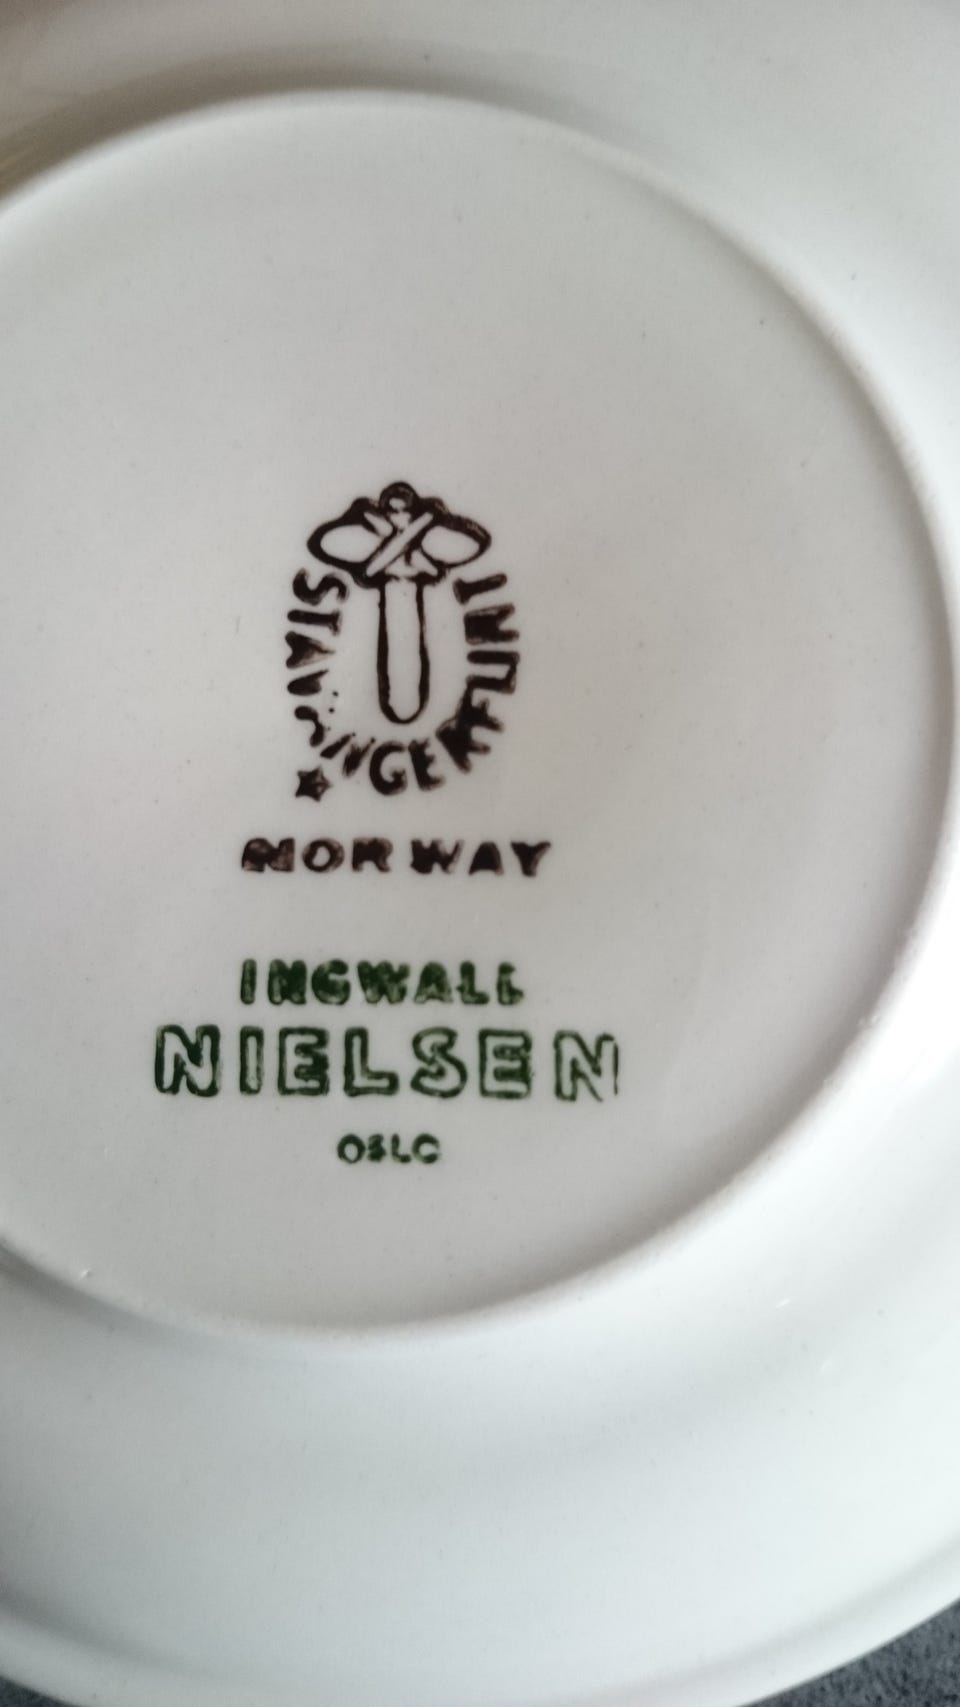 STAVANGERFLINT
NORWAY
INGWALL
NIELSEN
OSLO